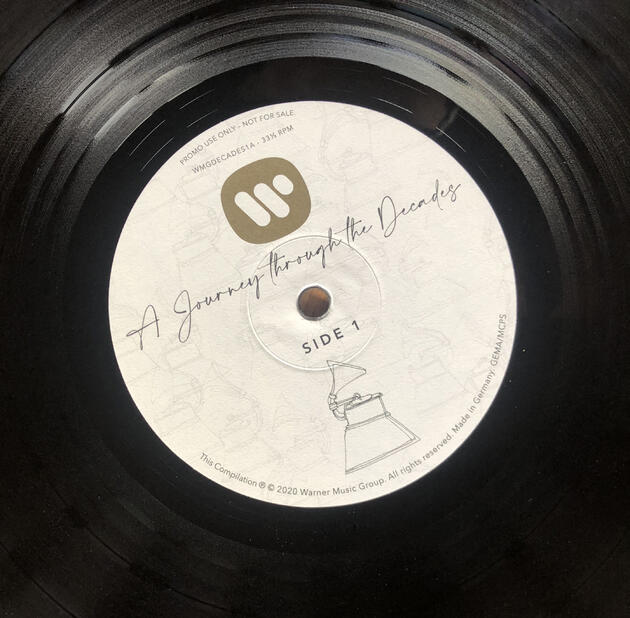 PROMO USE ONLY - NOT FOR SALE.
WMGDECADES1A - 33⅓ RPM
A Journey through the Decades
SIDE 1
This Compilation ℗ © 2020 Warner Music Group. All rights reserved. Made in Germany. GEMA/MCPS